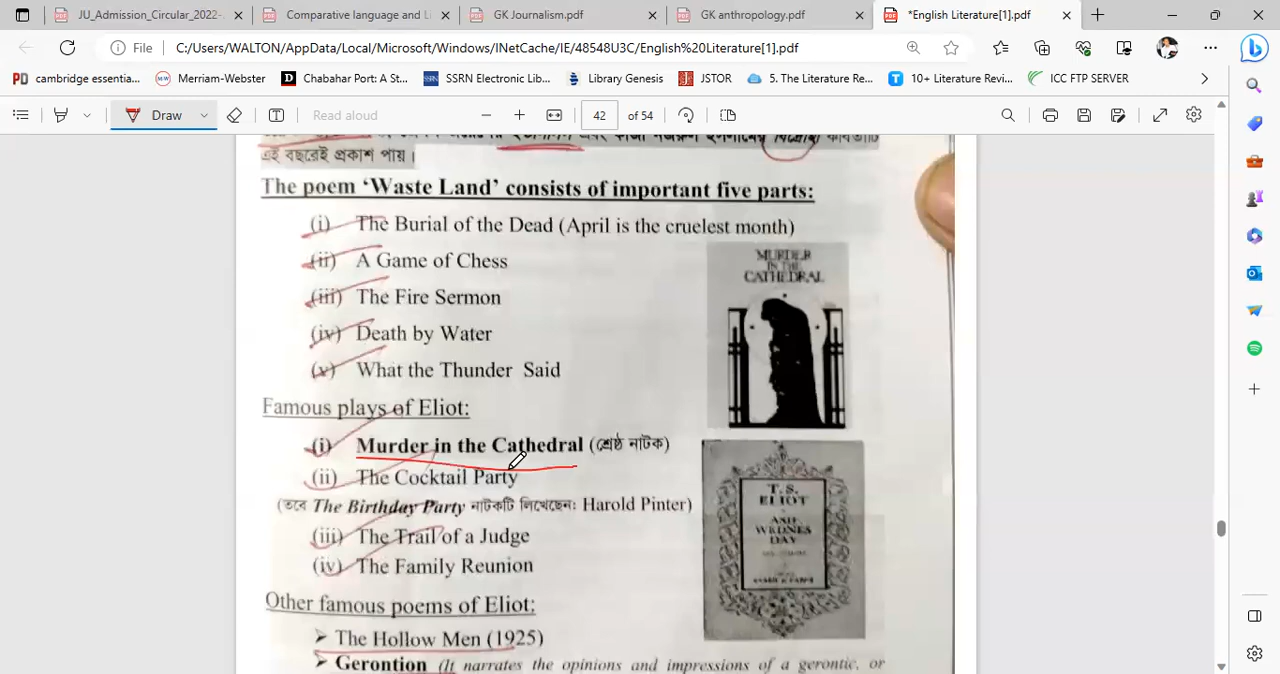 JU_Admission_Circular_2022-
Comparative language and Li
GK Journalism.pdf
GK anthropology.pdf
*English Literature[1].pdf
File C:/Users/WALTON/AppData/Local/Microsoft/Windows/INetCache/IE/48548U3C/English%20Literature[1].pdf
cambridge essentia...
Merriam-Webster
Chabahar Port: A St...
SSRN Electronic Lib...
Library Genesis
JSTOR
5. The Literature Re...
10+ Literature Revi...
ICC FTP SERVER
Draw
Read aloud
42 of 54
এই বছরেই প্রকাশ পায়।
The poem ‘Waste Land’ consists of important five parts:
(i) The Burial of the Dead (April is the cruelest month)
(ii) A Game of Chess
(iii) The Fire Sermon
(iv) Death by Water
(v) What the Thunder Said
MURDER
IN THE
CATHEDRAL
Famous plays of Eliot:
(i) Murder in the Cathedral (শ্রেষ্ঠ নাটক)
(ii) The Cocktail Party
(তবে The Birthday Party নাটকটি লিখেছেন: Harold Pinter)
(iii) The Trail of a Judge
(iv) The Family Reunion
T. S.
ELIOT
ASH
WEDNES
DAY
Other famous poems of Eliot:
➢ The Hollow Men (1925)
➢ Gerontion (It narrates the opinions and impressions of a gerontic, or